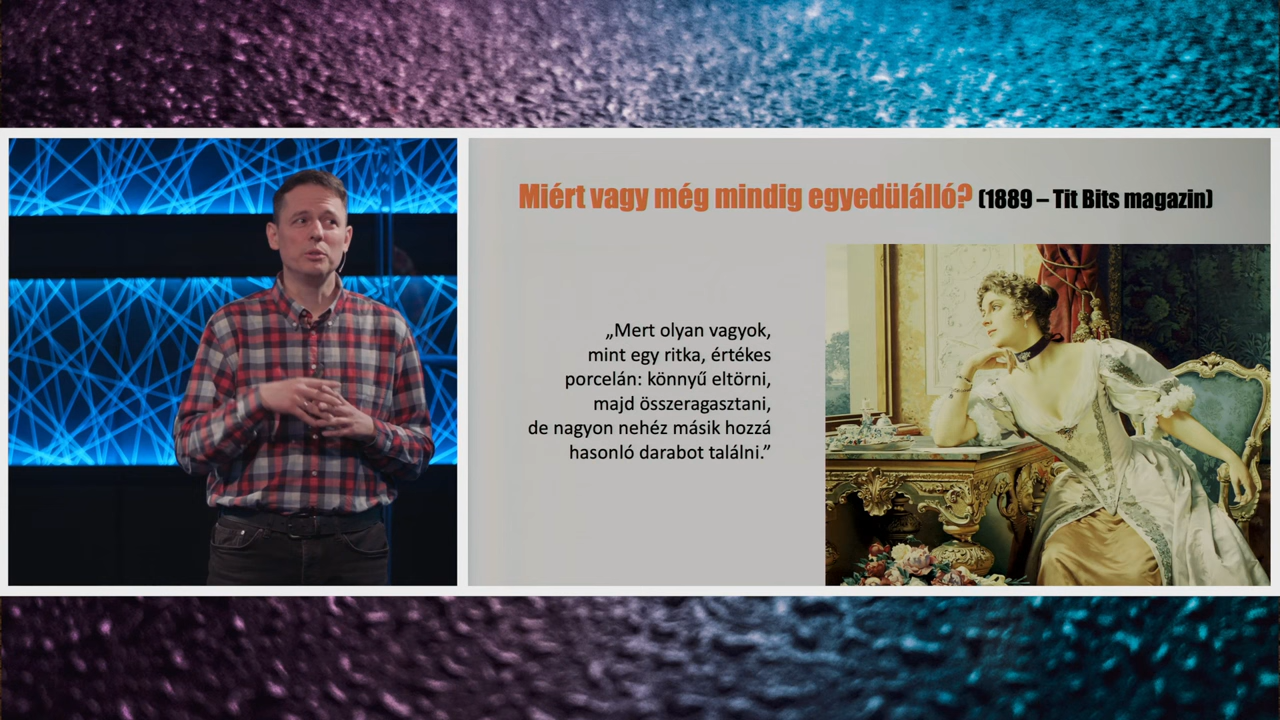 Miért vagy még mindig egyedülálló? (1889 – Tit Bits magazin)
„Mert olyan vagyok,
mint egy ritka, értékes
porcelán: könnyű eltörni,
majd összeragasztani,
de nagyon nehéz másik hozzá
hasonló darabot találni.”